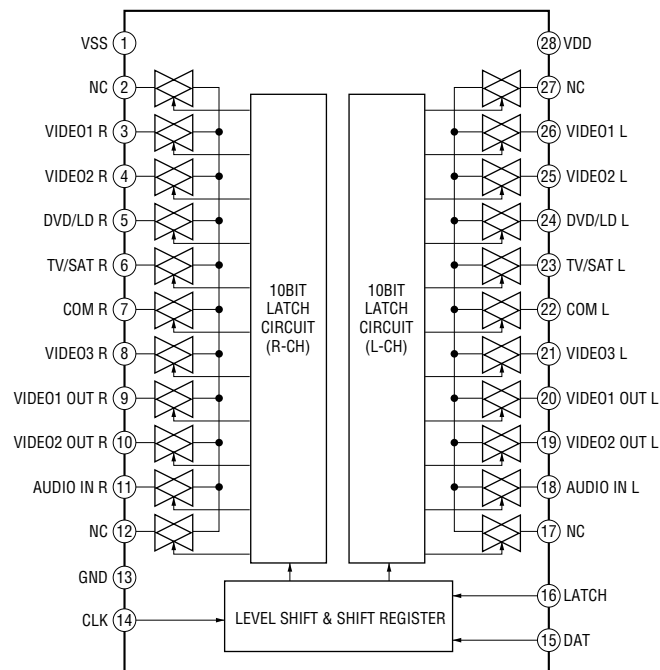 VSS 1
28 VDD
NC 2
27 NC
VIDEO1 R 3
26 VIDEO1 L
VIDEO2 R 4
25 VIDEO2 L
DVD/LD R 5
24 DVD/LD L
TV/SAT R 6
23 TV/SAT L
COM R 7
22 COM L
VIDEO3 R 8
21 VIDEO3 L
VIDEO1 OUT R 9
20 VIDEO1 OUT L
VIDEO2 OUT R 10
19 VIDEO2 OUT L
AUDIO IN R 11
18 AUDIO IN L
NC 12
17 NC
GND 13
CLK 14
16 LATCH
15 DAT
10BIT
LATCH
CIRCUIT
(R-CH)
10BIT
LATCH
CIRCUIT
(L-CH)
LEVEL SHIFT & SHIFT REGISTER